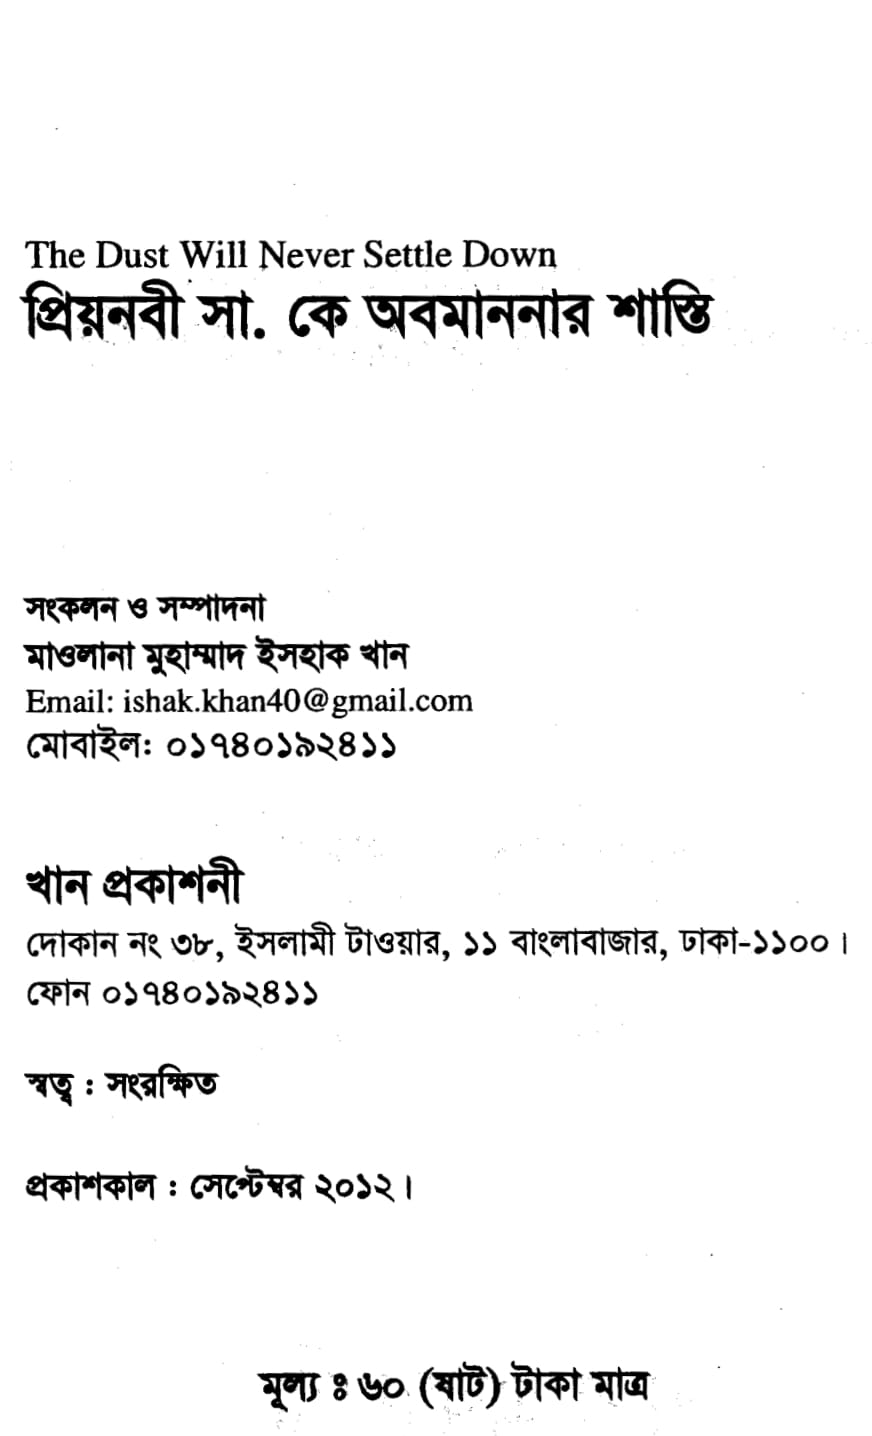 The Dust Will Never Settle Down
প্রিয়নবী সা. কে অবমাননার শাস্তি
সংকলন ও সম্পাদনা
মাওলানা মুহাম্মাদ ইসহাক খান
Email: ishak.khan40@gmail.com
মোবাইল: ০১৭৪০১৯২৪১১
খান প্রকাশনী
দোকান নং ৩৮, ইসলামী টাওয়ার, ১১ বাংলাবাজার, ঢাকা-১১০০।
ফোন ০১৭৪০১৯২৪১১
স্বত্ব : সংরক্ষিত
প্রকাশকাল : সেপ্টেম্বর ২০১২।
মূল্য ঃ ৬০ (ষাট) টাকা মাত্র